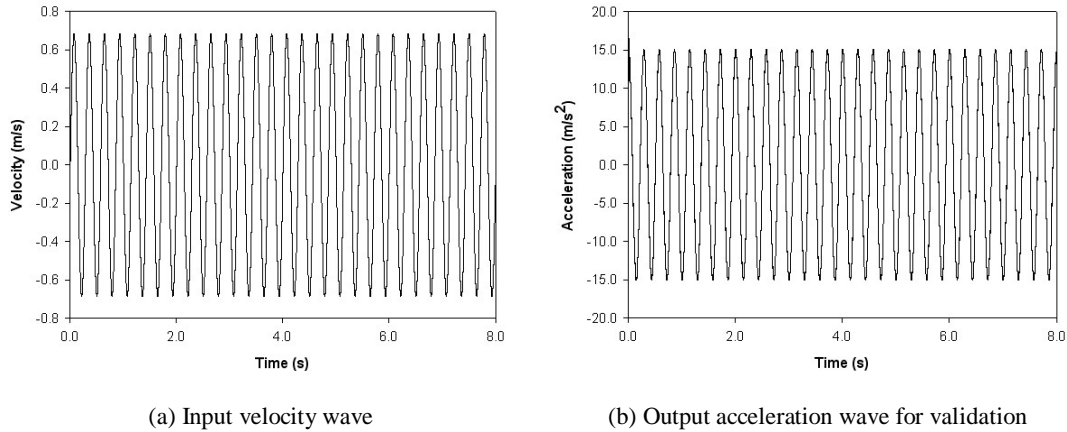 0.8
0.6
0.4
0.2
0.0
-0.2
-0.4
-0.6
-0.8
Velocity (m/s)
0.0 2.0 4.0 6.0 8.0
Time (s)
(a) Input velocity wave
20.0
15.0
10.0
5.0
0.0
-5.0
-10.0
-15.0
-20.0
Acceleration (m/s²)
0.0 2.0 4.0 6.0 8.0
Time (s)
(b) Output acceleration wave for validation